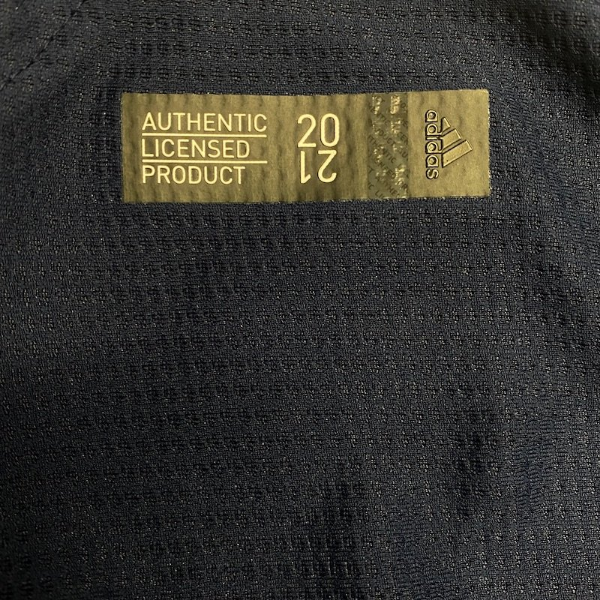 AUTHENTIC
LICENSED
PRODUCT
20
21
adidas